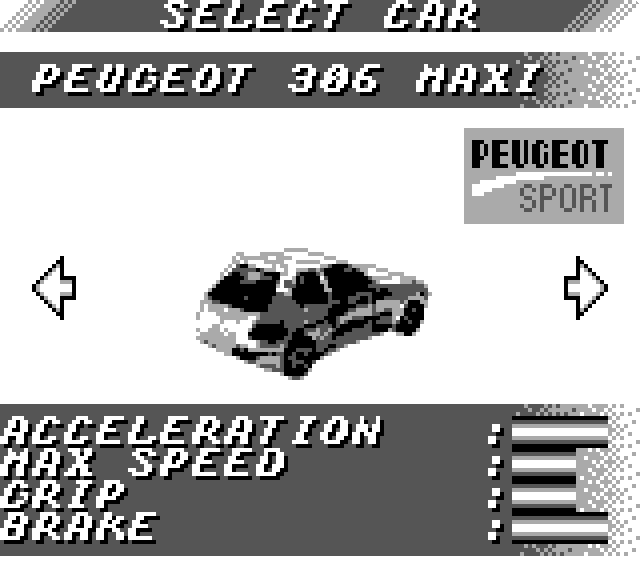 SELECT CAR
PEUGEOT 306 MAXI
PEUGEOT
SPORT
ACCELERATION :
MAX SPEED :
GRIP :
BRAKE :